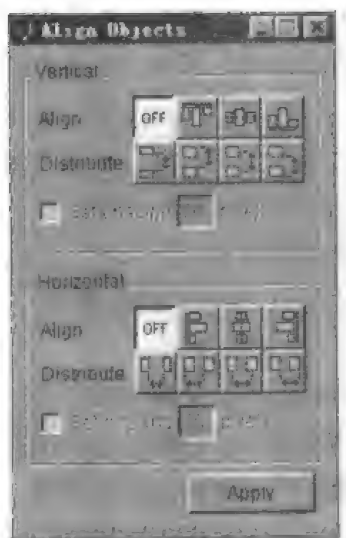 Align Objects
Vertical
Align OFF
Distribute
Horizontal
Align OFF
Distribute
Apply